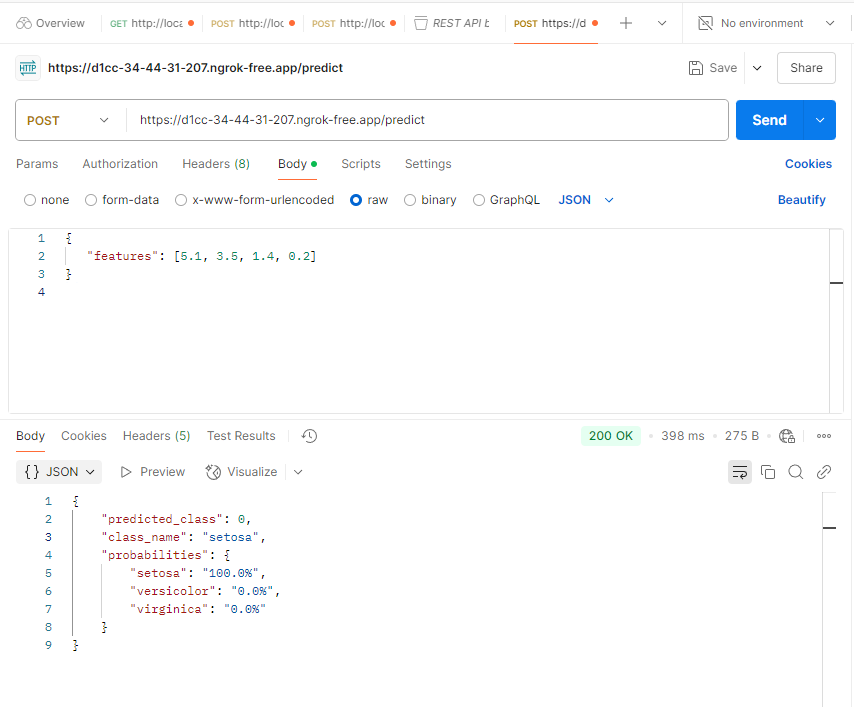 Overview GET http://loca POST http://loc POST http://loc REST API b POST https://d No environment
HTTP https://d1cc-34-44-31-207.ngrok-free.app/predict Save Share
POST https://d1cc-34-44-31-207.ngrok-free.app/predict Send
Params Authorization Headers (8) Body Scripts Settings Cookies
none form-data x-www-form-urlencoded raw binary GraphQL JSON Beautify
1 {
2 "features": [5.1, 3.5, 1.4, 0.2]
3 }
4
Body Cookies Headers (5) Test Results 200 OK • 398 ms • 275 B
{} JSON Preview Visualize
1 {
2 "predicted_class": 0,
3 "class_name": "setosa",
4 "probabilities": {
5 "setosa": "100.0%",
6 "versicolor": "0.0%",
7 "virginica": "0.0%"
8 }
9 }